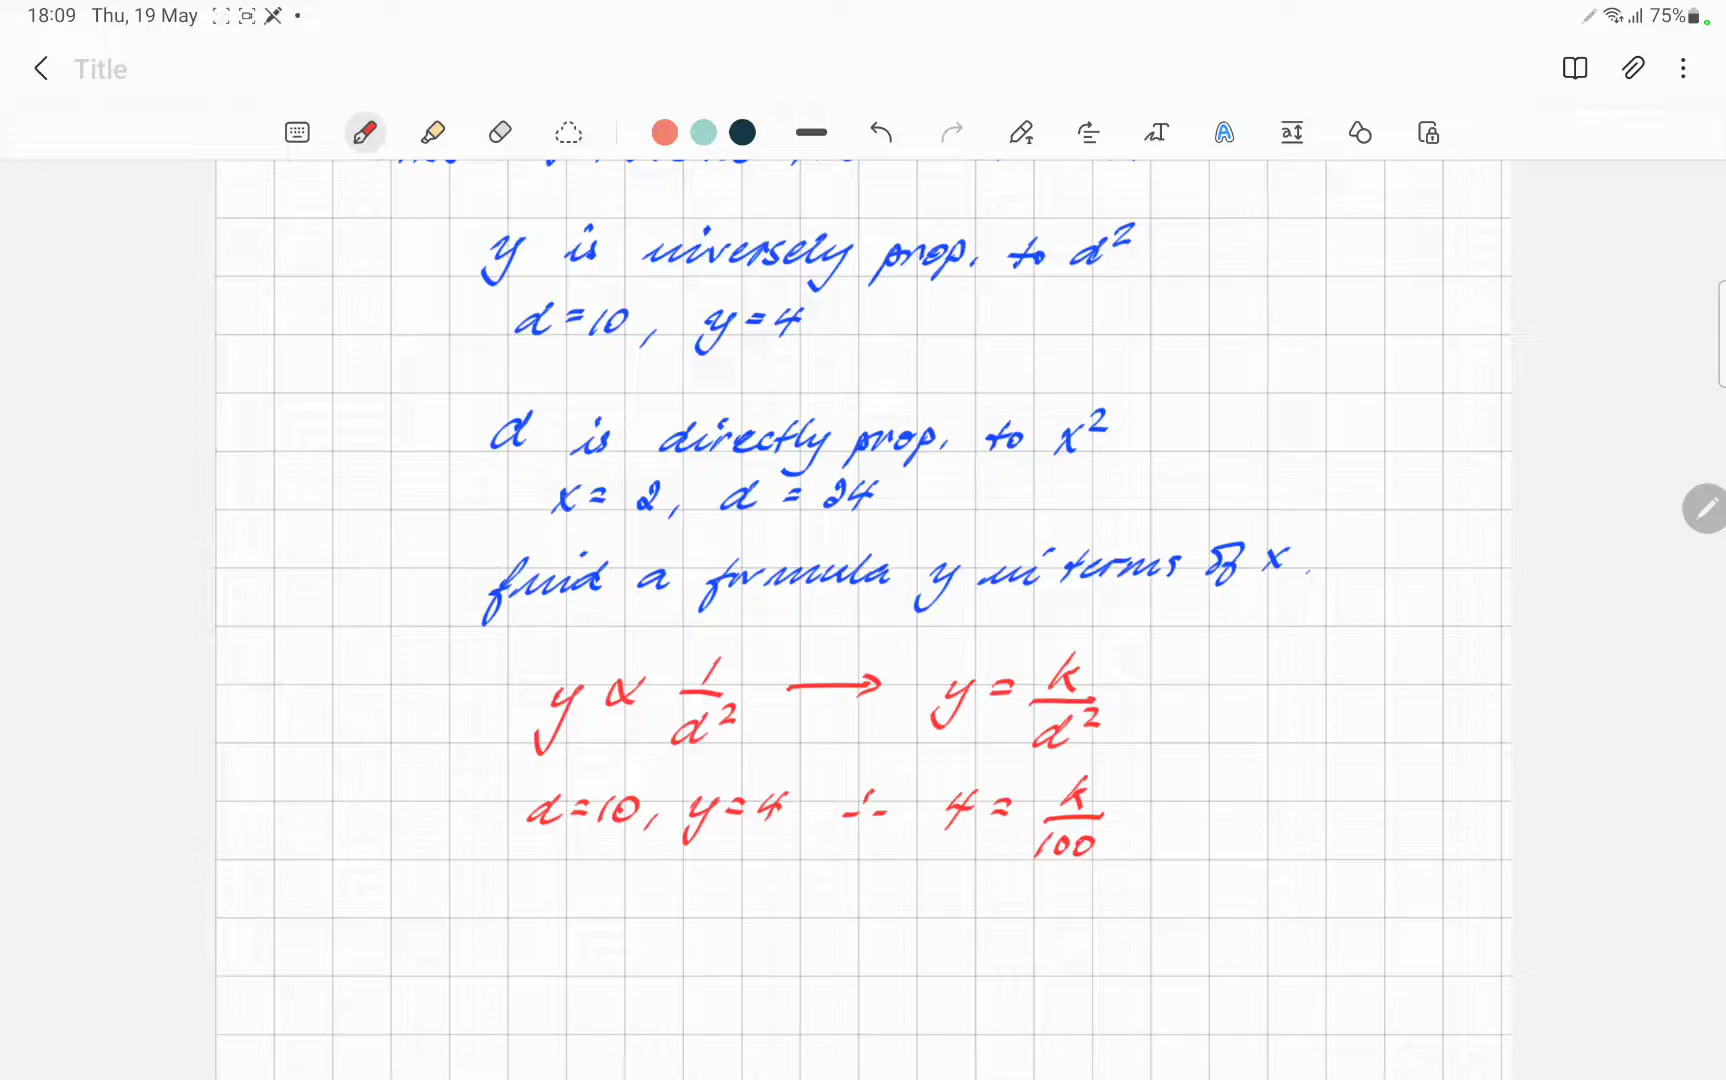 18:09 Thu, 19 May 75%
Title
y is inversely prop. to d²
d = 10, y = 4
d is directly prop. to x²
x = 2, d = 24
find a formula y in terms of x.
y ∝ 1/d² → y = k/d²
d = 10, y = 4 ∴ 4 = k/100